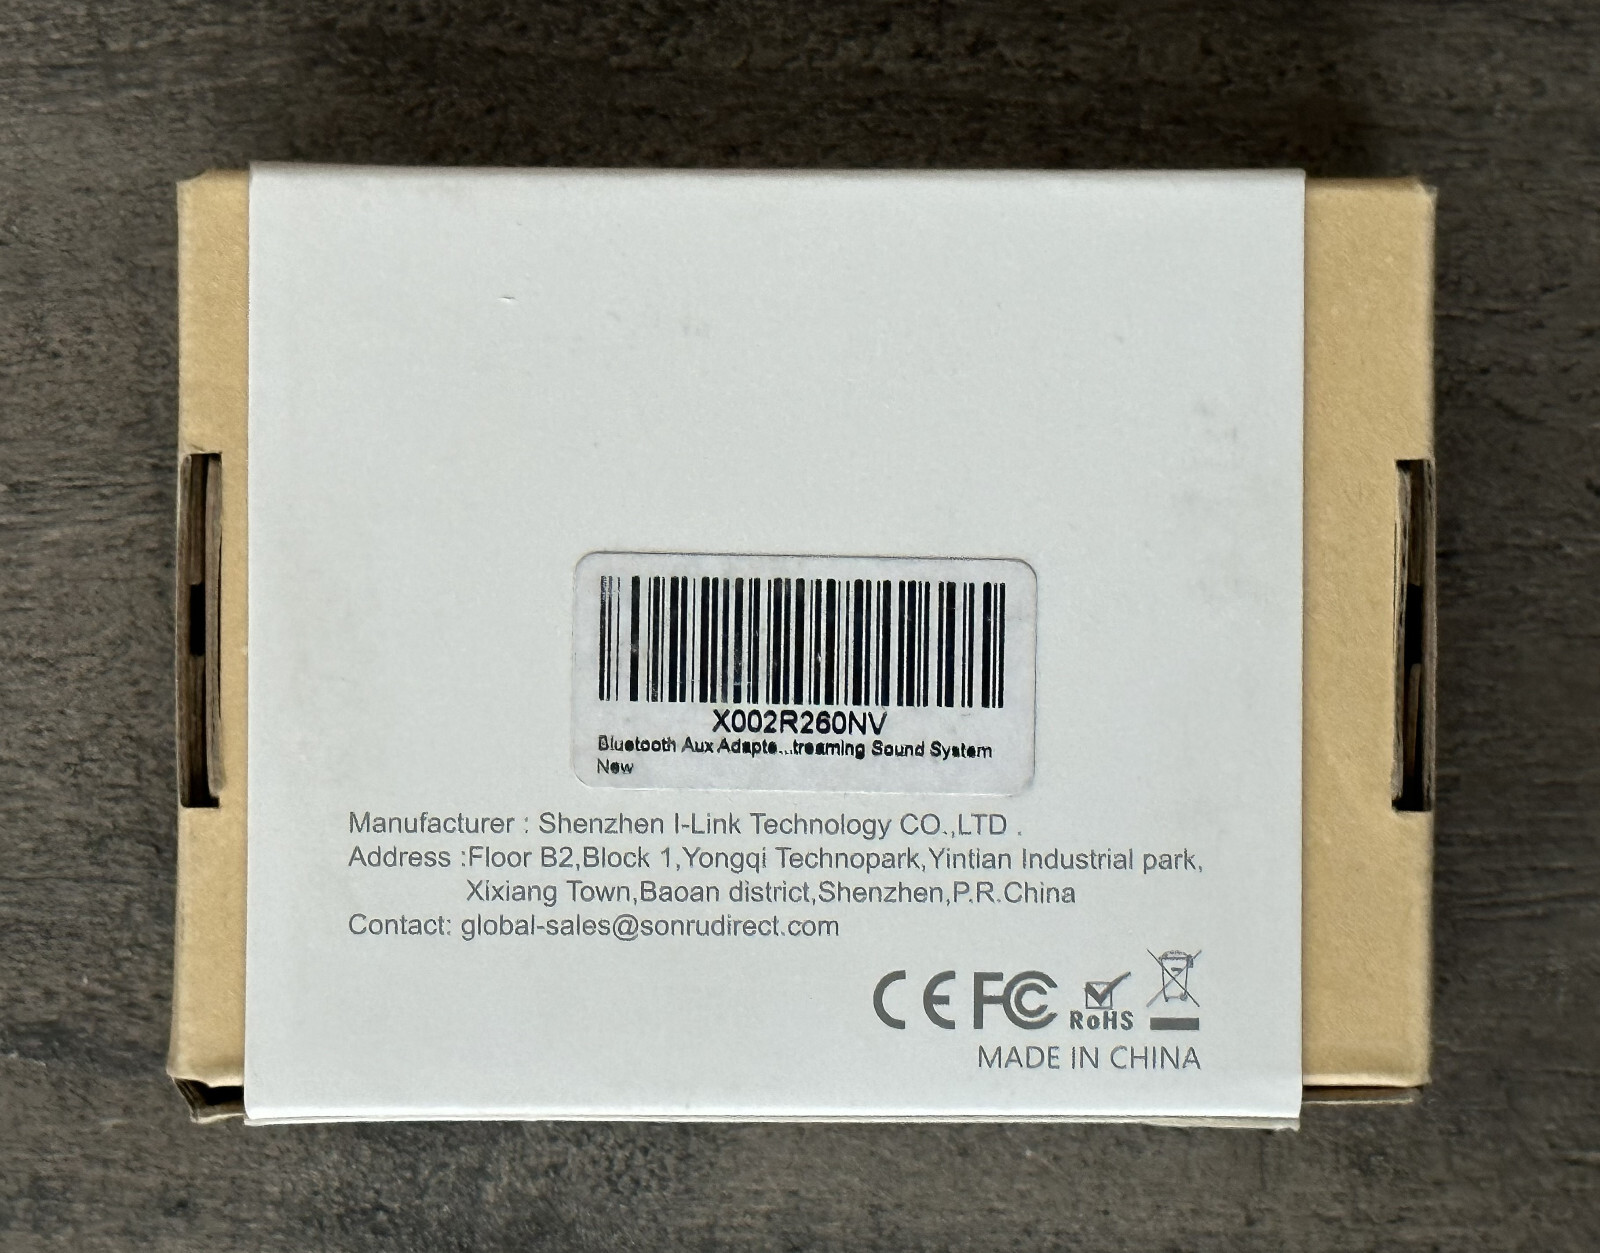 X002R260NV
Bluetooth Aux Adapte...treaming Sound System
New
Manufacturer : Shenzhen I-Link Technology CO.,LTD .
Address :Floor B2,Block 1,Yongqi Technopark,Yintian Industrial park,
Xixiang Town,Baoan district,Shenzhen,P.R.China
Contact: global-sales@sonrudirect.com
CE FC RoHS
MADE IN CHINA